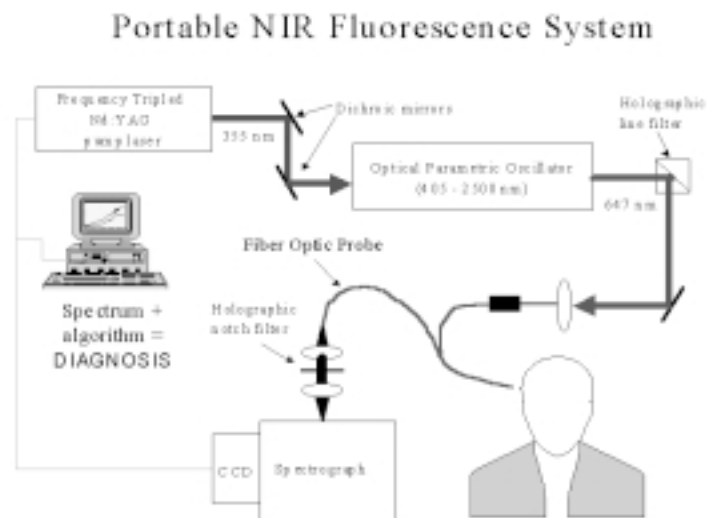 Portable NIR Fluorescence System
Frequency Tripled
Nd:YAG
pump laser
355 nm
Dichroic mirrors
Holographic
line filter
Optical Parametric Oscillator
(405 - 2500 nm)
647 nm
Fiber Optic Probe
Spectrum +
algorithm =
DIAGNOSIS
Holographic
notch filter
CCD
Spectrograph